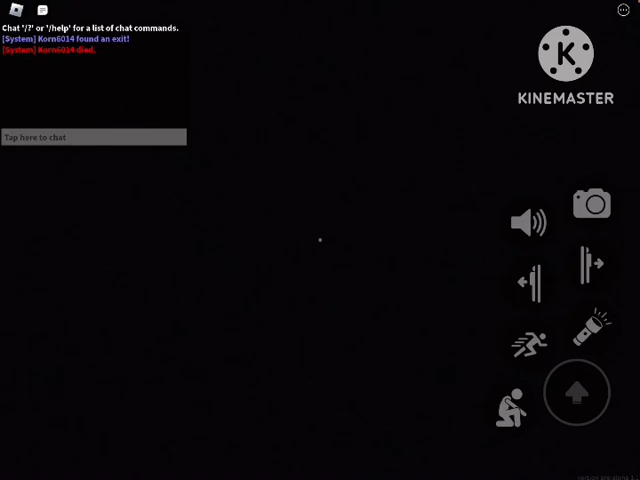 Chat '/?' or '/help' for a list of chat commands.
[System] Korn6014 found an exit!
[System] Korn6014 died.
Tap here to chat
K
KINEMASTER